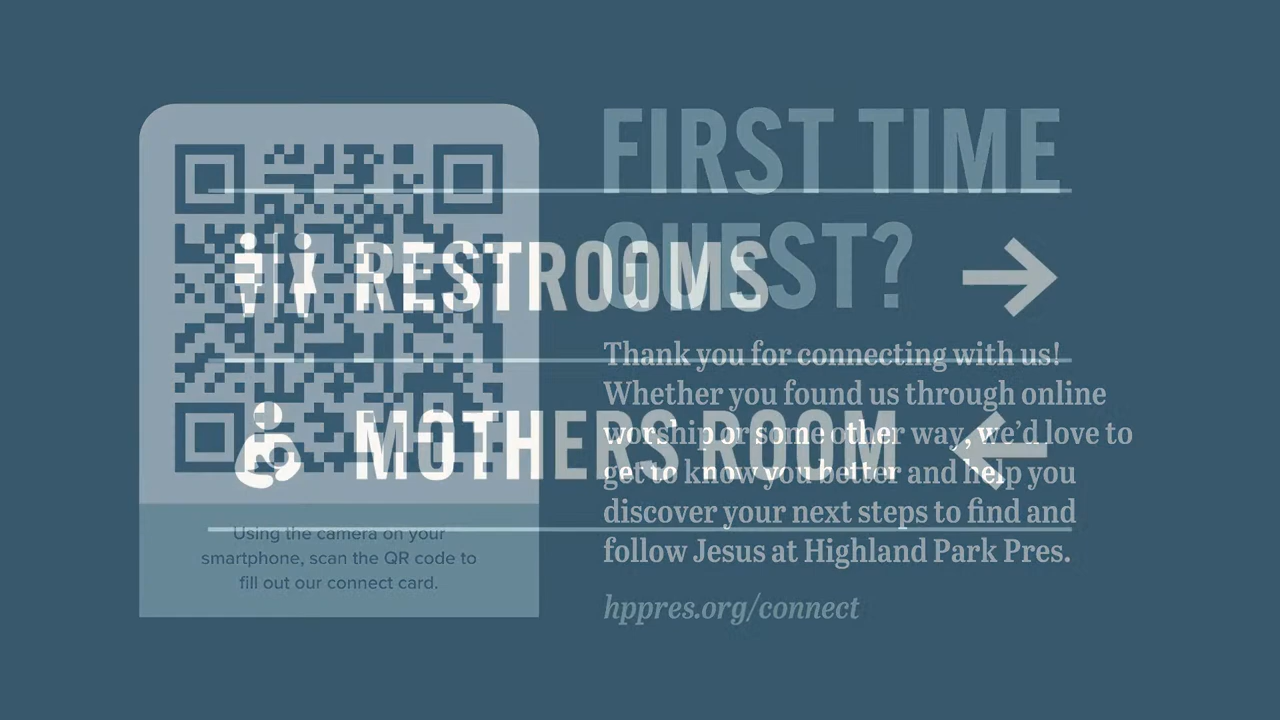 FIRST TIME
GUEST?
RESTROOMS
Thank you for connecting with us!
Whether you found us through online
worship or some other way, we'd love to
get to know you better and help you
discover your next steps to find and
follow Jesus at Highland Park Pres.
hppres.org/connect
MOTHERS ROOM
Using the camera on your
smartphone, scan the QR code to
fill out our connect card.